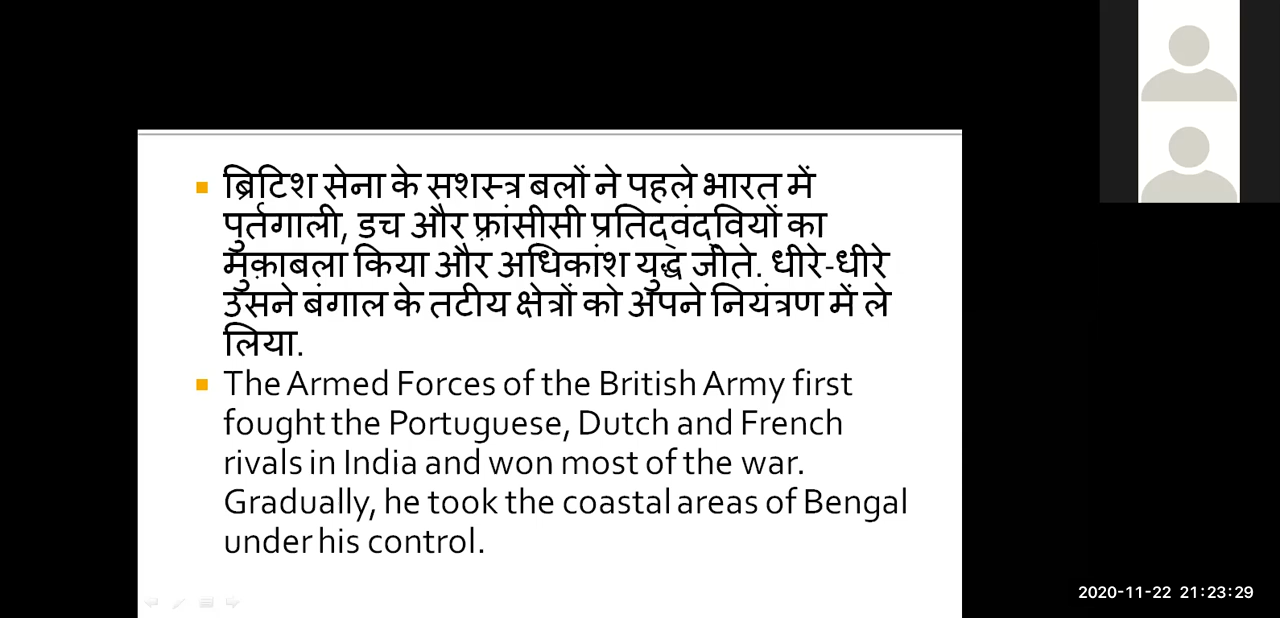 ब्रिटिश सेना के सशस्त्र बलों ने पहले भारत में
पुर्तगाली, डच और फ़्रांसीसी प्रतिद्वंद्वियों का
मुक़ाबला किया और अधिकांश युद्ध जीते. धीरे-धीरे
उसने बंगाल के तटीय क्षेत्रों को अपने नियंत्रण में ले
लिया.
The Armed Forces of the British Army first
fought the Portuguese, Dutch and French
rivals in India and won most of the war.
Gradually, he took the coastal areas of Bengal
under his control.
2020-11-22 21:23:29